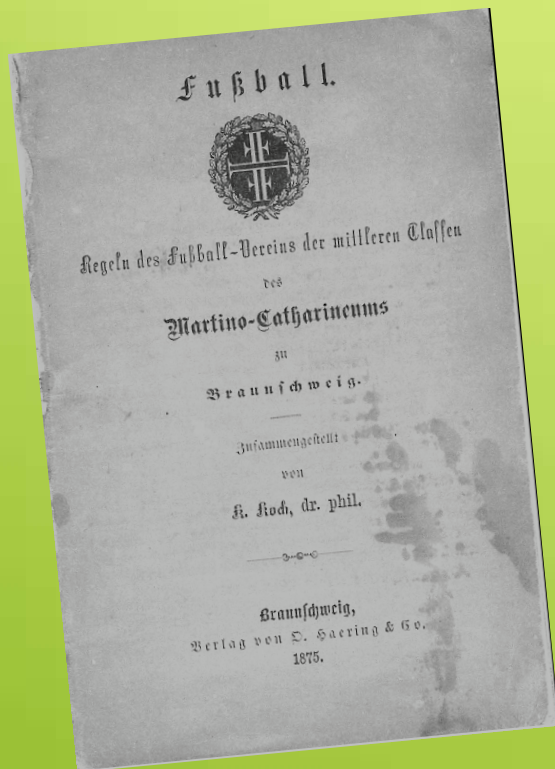 Fußball.
Regeln des Fußball-Vereins der mittleren Classen
des
Martino-Catharineums
zu
Braunschweig.
Zusammengestellt
von
K. Koch, dr. phil.
Braunschweig,
Verlag von O. Haering & Co.
1875.